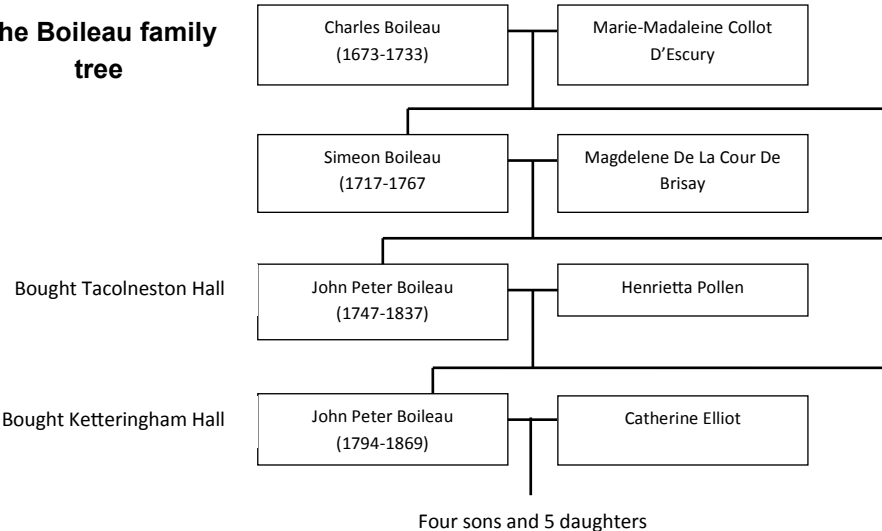 he Boileau family
tree
Charles Boileau
(1673-1733)
Marie-Madaleine Collot
D’Escury
Simeon Boileau
(1717-1767
Magdelene De La Cour De
Brisay
Bought Tacolneston Hall
John Peter Boileau
(1747-1837)
Henrietta Pollen
Bought Ketteringham Hall
John Peter Boileau
(1794-1869)
Catherine Elliot
Four sons and 5 daughters